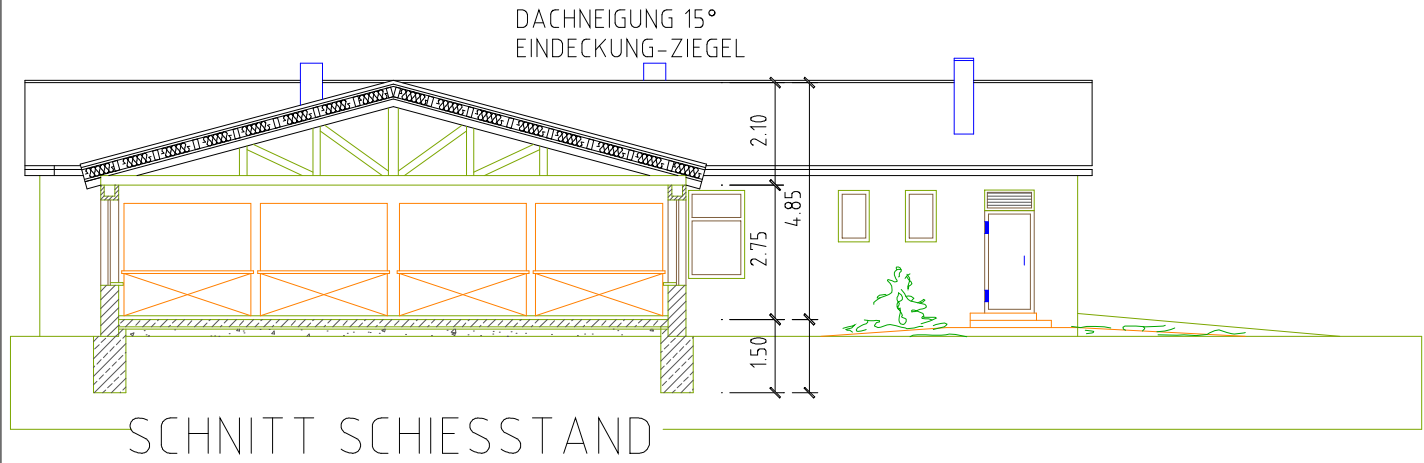 DACHNEIGUNG 15°
EINDECKUNG-ZIEGEL
2.10
4.85
2.75
1.50
SCHNITT SCHIESSTAND